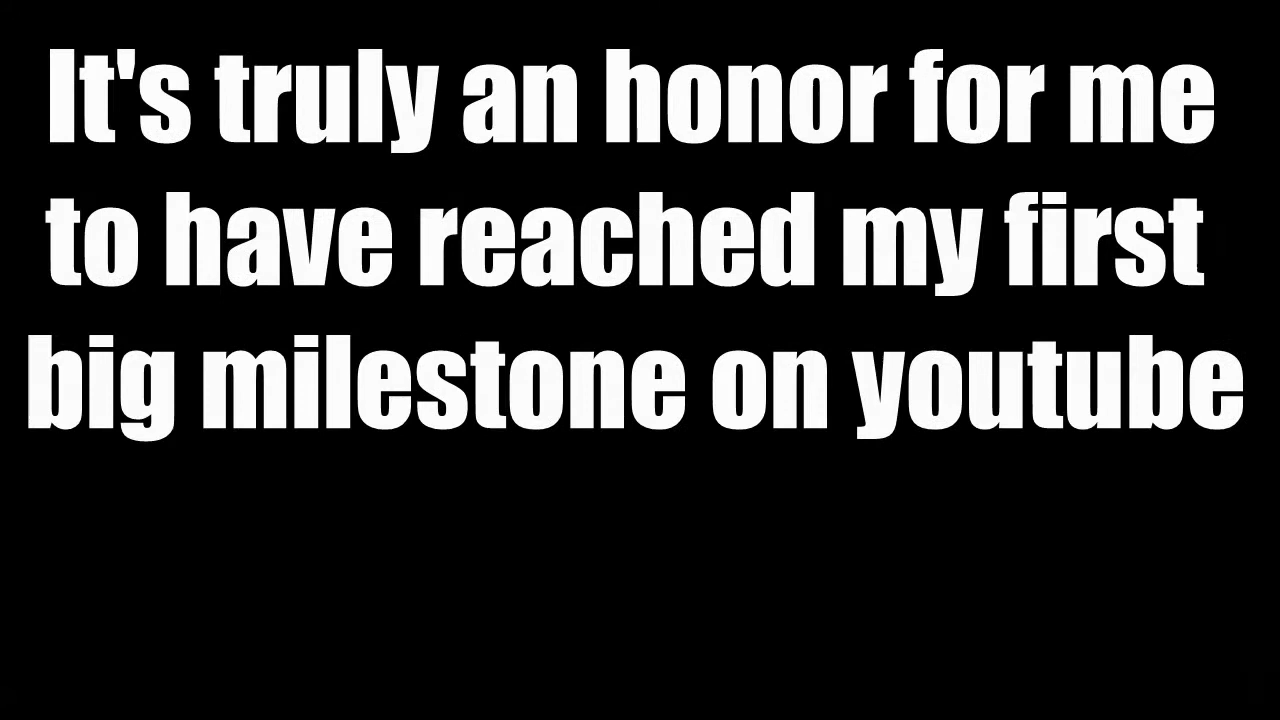 It's truly an honor for me
to have reached my first
big milestone on youtube